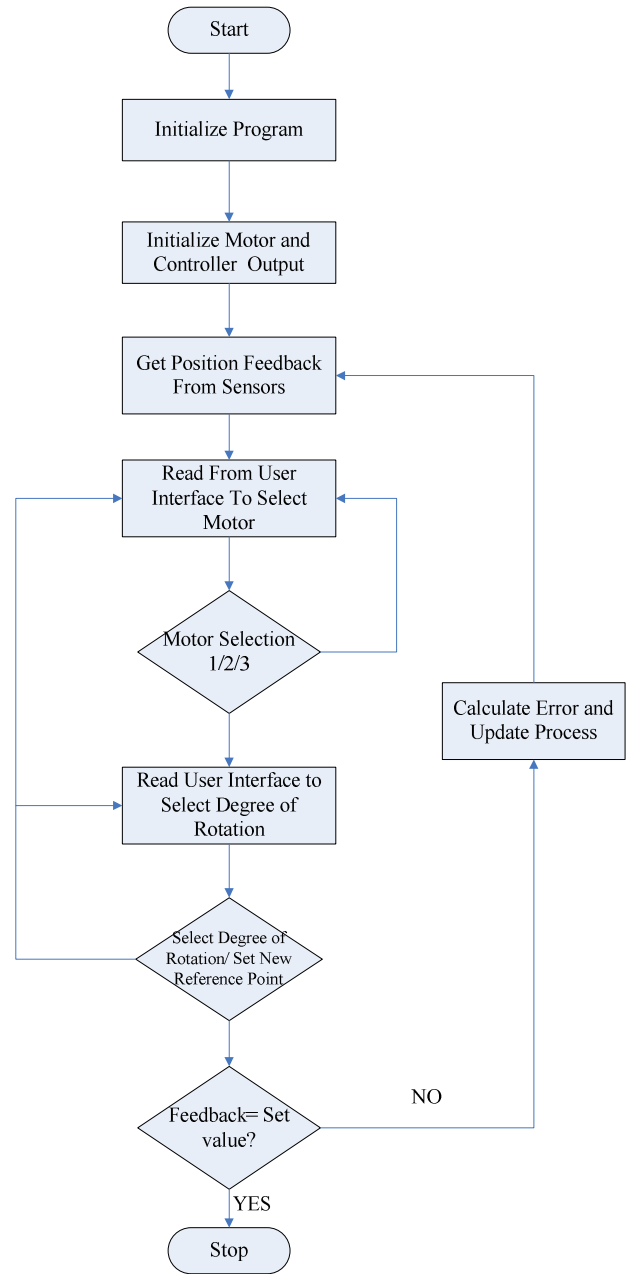 Start
Initialize Program
Initialize Motor and
Controller  Output
Get Position Feedback
From Sensors
Read From User
Interface To Select
Motor
Motor Selection
1/2/3
Calculate Error and
Update Process
Read User Interface to
Select Degree of
Rotation
Select Degree of
Rotation/ Set New
Reference Point
NO
Feedback= Set
value?
YES
Stop